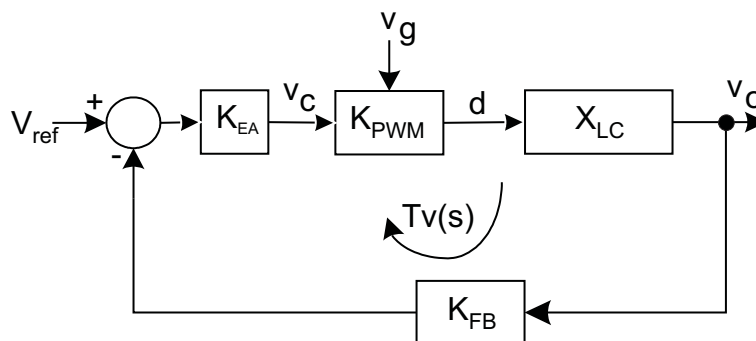 v_g
+
V_ref
K_EA
v_c
K_PWM
d
X_LC
v_o
-
Tv(s)
K_FB